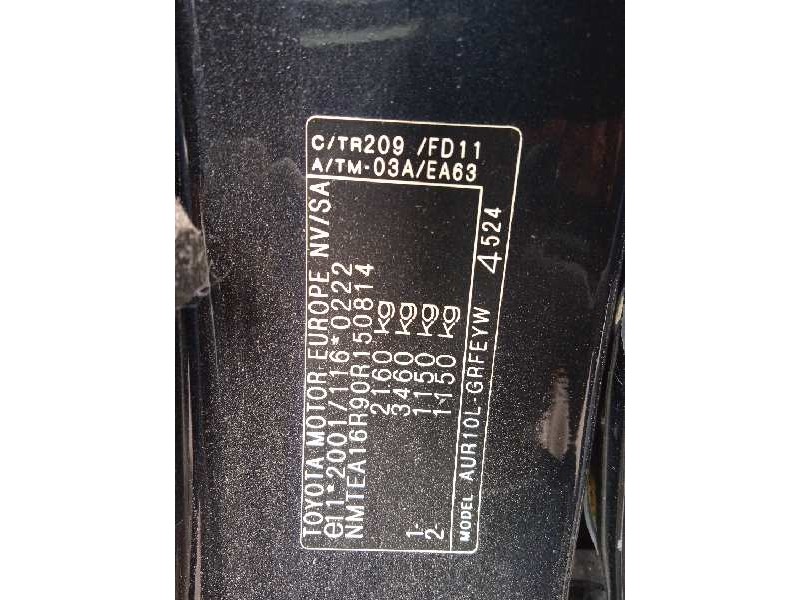 TOYOTA MOTOR EUROPE NV/SA
e11*2001/116*0222
NMTEA16R90R150814
2160 kg
3460 kg
1- 1150 kg
2- 1150 kg
MODEL AUR10L-GRFEYW 4524
C/TR209 /FD11
A/TM-03A/EA63